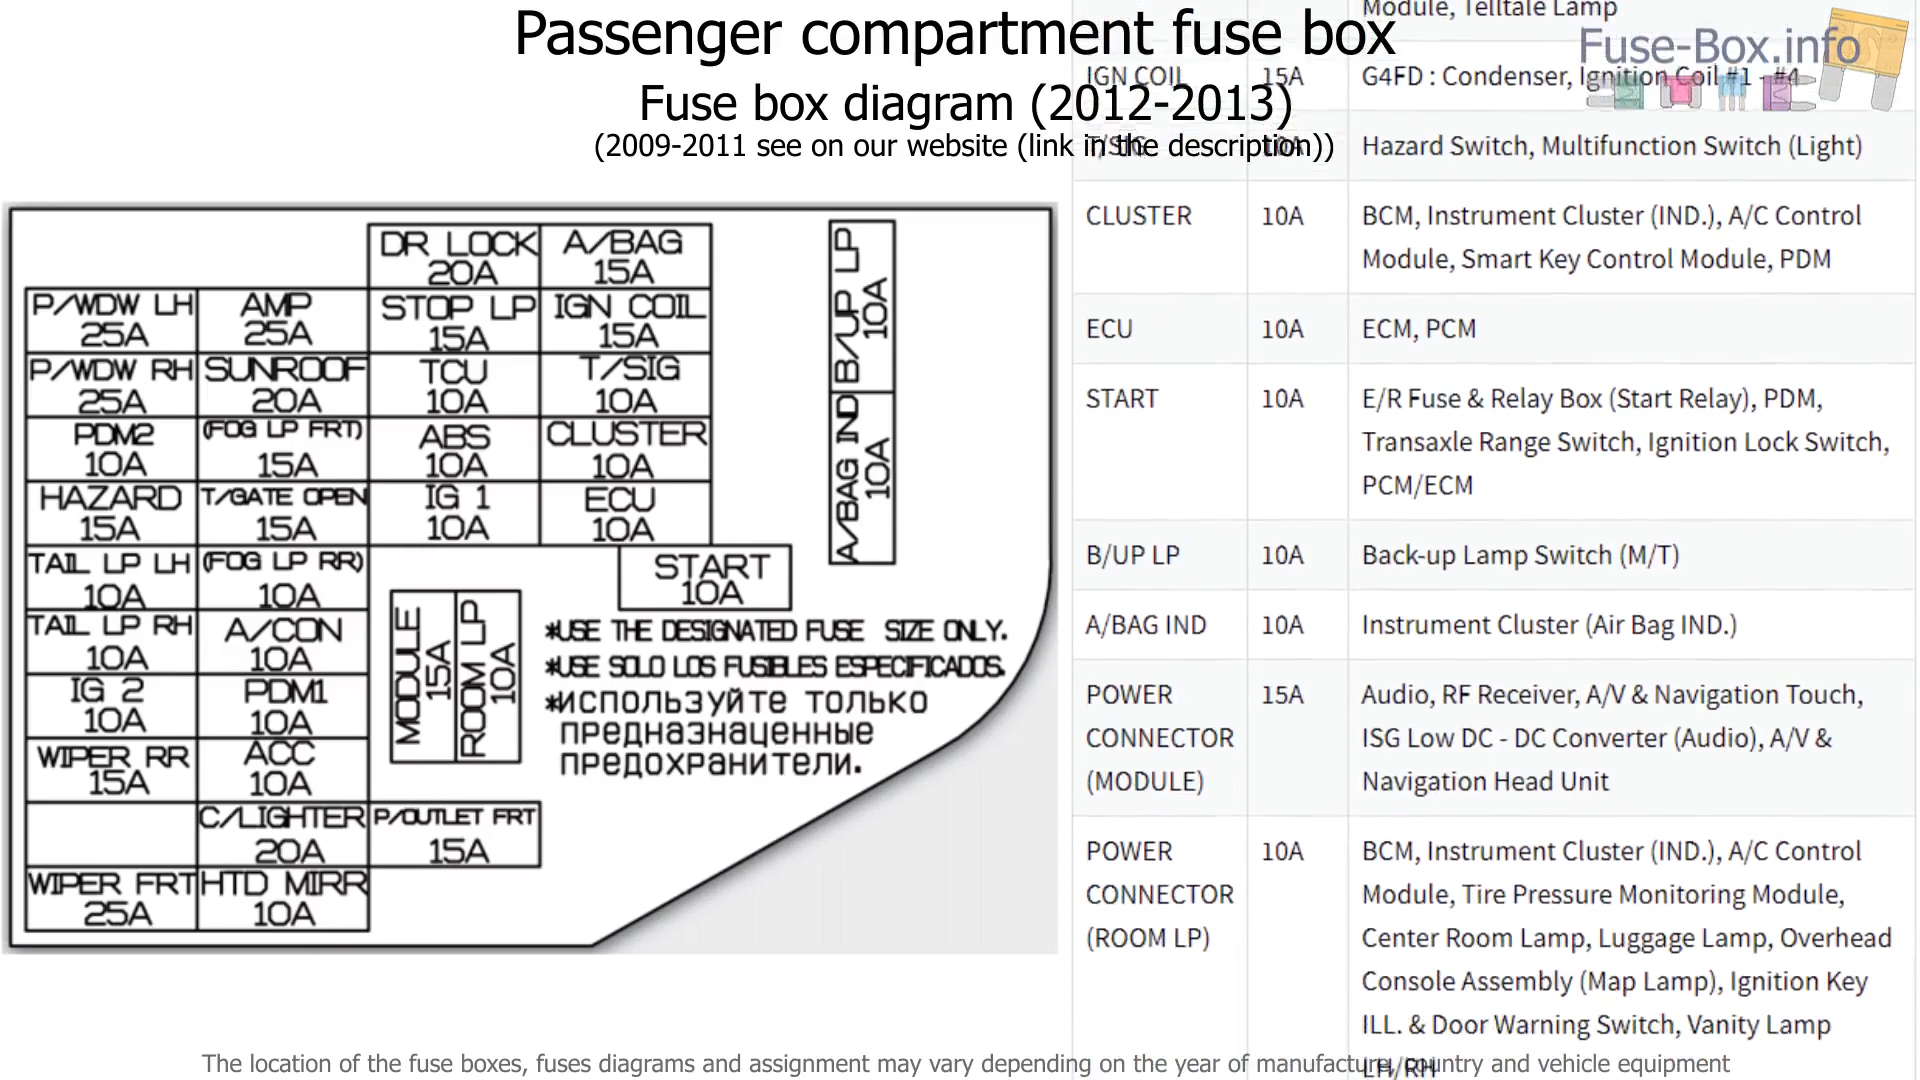 Passenger compartment fuse box
Fuse box diagram (2012-2013)
(2009-2011 see on our website (link in the description))
Fuse-Box.info
DR LOCK
20A
A/BAG
15A
P/WDW LH
25A
AMP
25A
STOP LP
15A
IGN COIL
15A
P/WDW RH
25A
SUNROOF
20A
TCU
10A
T/SIG
10A
PDM2
10A
(FOG LP FRT)
15A
ABS
10A
CLUSTER
10A
HAZARD
15A
T/GATE OPEN
15A
IG 1
10A
ECU
10A
TAIL LP LH
10A
(FOG LP RR)
10A
START
10A
TAIL LP RH
10A
A/CON
10A
IG 2
10A
PDM1
10A
WIPER RR
15A
ACC
10A
C/LIGHTER
20A
P/OUTLET FRT
15A
WIPER FRT
25A
HTD MIRR
10A
MODULE
15A
ROOM LP
10A
B/UP LP
10A
A/BAG IND
10A
*USE THE DESIGNATED FUSE SIZE ONLY.
*USE SOLO LOS FUSIBLES ESPECIFICADOS.
*используйте только
предназначенные
предохранители.
Module, Telltale Lamp
IGN COIL 15A G4FD : Condenser, Ignition Coil #1 - #4
T/SIG 10A Hazard Switch, Multifunction Switch (Light)
CLUSTER 10A BCM, Instrument Cluster (IND.), A/C Control
Module, Smart Key Control Module, PDM
ECU 10A ECM, PCM
START 10A E/R Fuse & Relay Box (Start Relay), PDM,
Transaxle Range Switch, Ignition Lock Switch,
PCM/ECM
B/UP LP 10A Back-up Lamp Switch (M/T)
A/BAG IND 10A Instrument Cluster (Air Bag IND.)
POWER 15A Audio, RF Receiver, A/V & Navigation Touch,
CONNECTOR ISG Low DC - DC Converter (Audio), A/V &
(MODULE) Navigation Head Unit
POWER 10A BCM, Instrument Cluster (IND.), A/C Control
CONNECTOR Module, Tire Pressure Monitoring Module,
(ROOM LP) Center Room Lamp, Luggage Lamp, Overhead
Console Assembly (Map Lamp), Ignition Key
ILL. & Door Warning Switch, Vanity Lamp
LH/RH
The location of the fuse boxes, fuses diagrams and assignment may vary depending on the year of manufacture, country and vehicle equipment